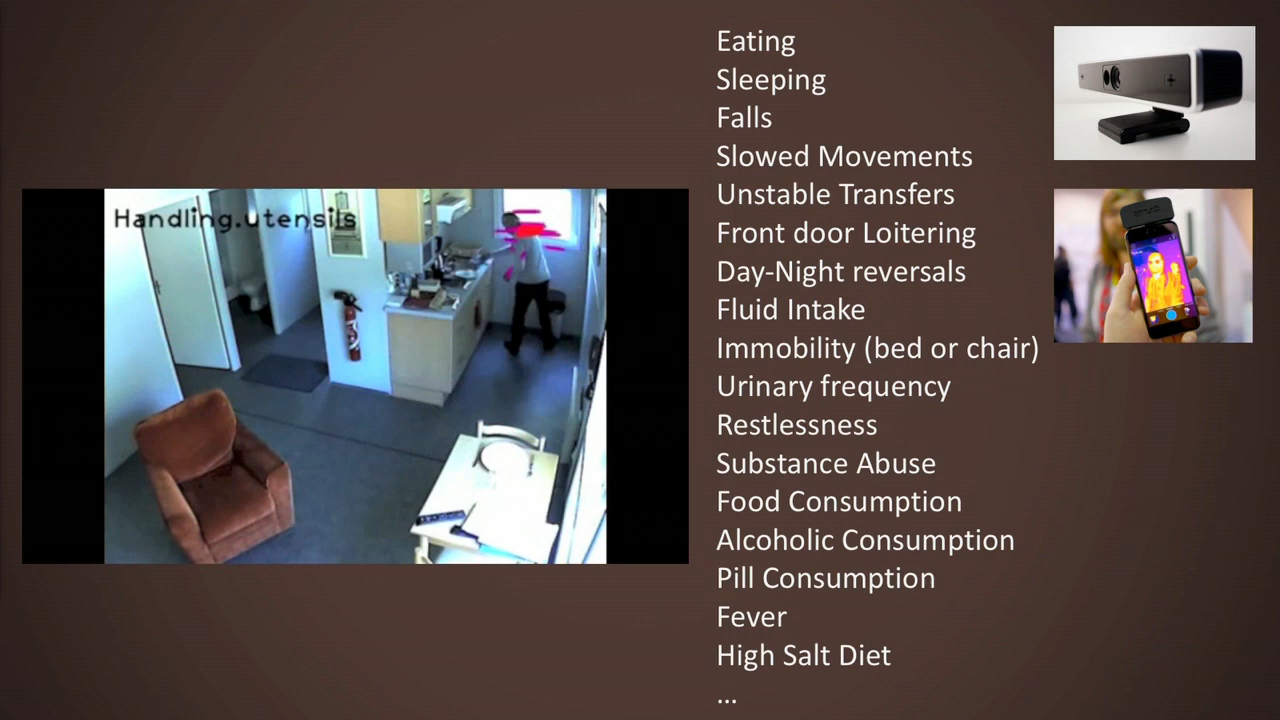 Handling.utensils
Eating
Sleeping
Falls
Slowed Movements
Unstable Transfers
Front door Loitering
Day-Night reversals
Fluid Intake
Immobility (bed or chair)
Urinary frequency
Restlessness
Substance Abuse
Food Consumption
Alcoholic Consumption
Pill Consumption
Fever
High Salt Diet
...